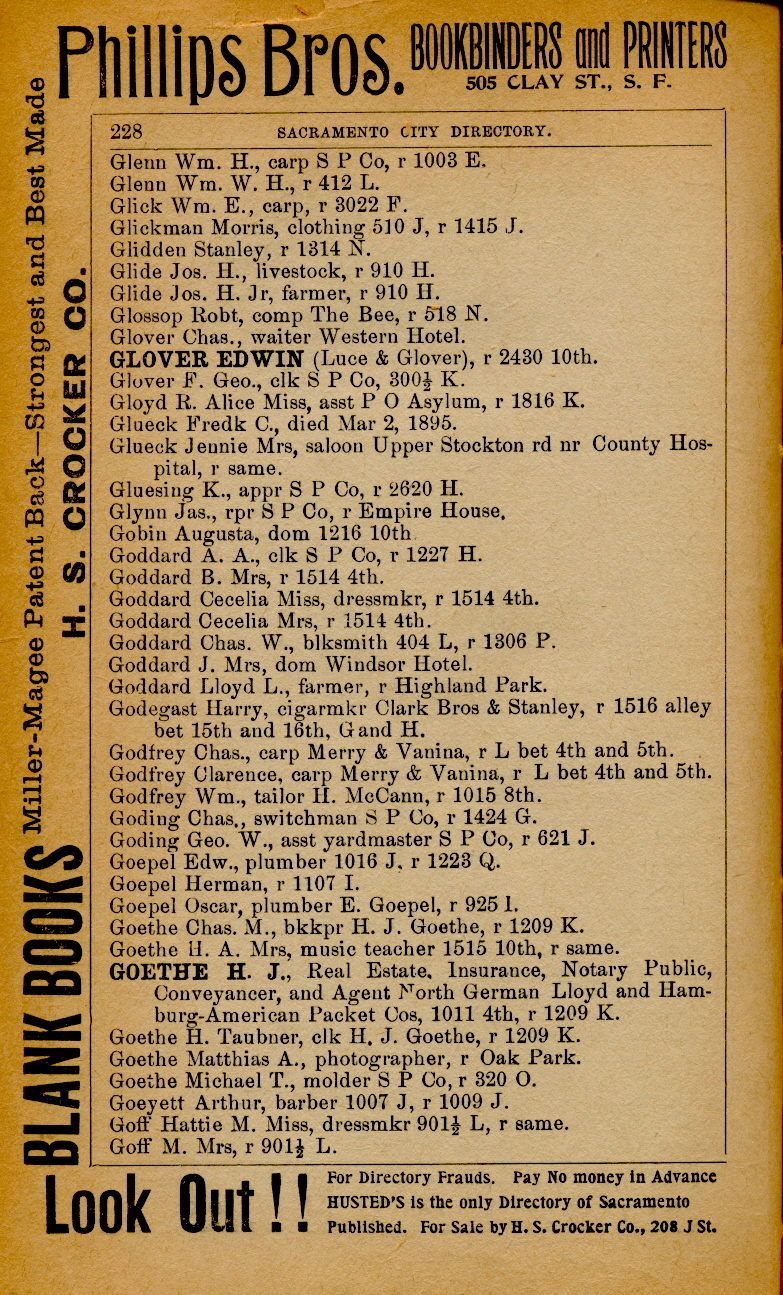 Phillips Bros. BOOKBINDERS and PRINTERS
505 CLAY ST., S. F.
BLANK BOOKS Miller-Magee Patent Back—Strongest and Best Made
H. S. CROCKER CO.
228 SACRAMENTO CITY DIRECTORY.
Glenn Wm. H., carp S P Co, r 1003 E.
Glenn Wm. W. H., r 412 L.
Glick Wm. E., carp, r 3022 F.
Glickman Morris, clothing 510 J, r 1415 J.
Glidden Stanley, r 1314 N.
Glide Jos. H., livestock, r 910 H.
Glide Jos. H. Jr, farmer, r 910 H.
Glossop Robt, comp The Bee, r 518 N.
Glover Chas., waiter Western Hotel.
GLOVER EDWIN (Luce & Glover), r 2430 10th.
Glover F. Geo., clk S P Co, 300½ K.
Gloyd R. Alice Miss, asst P O Asylum, r 1816 K.
Glueck Fredk C., died Mar 2, 1895.
Glueck Jennie Mrs, saloon Upper Stockton rd nr County Hos-
pital, r same.
Gluesing K., appr S P Co, r 2620 H.
Glynn Jas., rpr S P Co, r Empire House.
Gobin Augusta, dom 1216 10th.
Goddard A. A., clk S P Co, r 1227 H.
Goddard B. Mrs, r 1514 4th.
Goddard Cecelia Miss, dressmkr, r 1514 4th.
Goddard Cecelia Mrs, r 1514 4th.
Goddard Chas. W., blksmith 404 L, r 1306 P.
Goddard J. Mrs, dom Windsor Hotel.
Goddard Lloyd L., farmer, r Highland Park.
Godegast Harry, cigarmkr Clark Bros & Stanley, r 1516 alley
bet 15th and 16th, G and H.
Godfrey Chas., carp Merry & Vanina, r L bet 4th and 5th.
Godfrey Clarence, carp Merry & Vanina, r L bet 4th and 5th.
Godfrey Wm., tailor H. McCann, r 1015 8th.
Goding Chas., switchman S P Co, r 1424 G.
Goding Geo. W., asst yardmaster S P Co, r 621 J.
Goepel Edw., plumber 1016 J, r 1223 Q.
Goepel Herman, r 1107 I.
Goepel Oscar, plumber E. Goepel, r 925 I.
Goethe Chas. M., bkkpr H. J. Goethe, r 1209 K.
Goethe H. A. Mrs, music teacher 1515 10th, r same.
GOETHE H. J., Real Estate, Insurance, Notary Public,
Conveyancer, and Agent North German Lloyd and Ham-
burg-American Packet Cos, 1011 4th, r 1209 K.
Goethe H. Taubner, clk H. J. Goethe, r 1209 K.
Goethe Matthias A., photographer, r Oak Park.
Goethe Michael T., molder S P Co, r 320 O.
Goeyett Arthur, barber 1007 J, r 1009 J.
Goff Hattie M. Miss, dressmkr 901½ L, r same.
Goff M. Mrs, r 901½ L.
Look Out!! For Directory Frauds. Pay No money in Advance
HUSTED'S is the only Directory of Sacramento
Published. For Sale by H. S. Crocker Co., 208 J St.